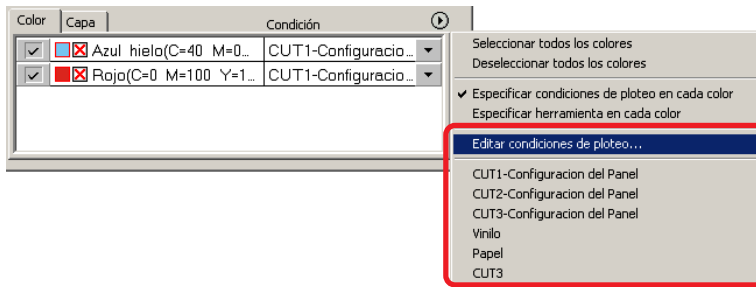 Color Capa Condición
Azul hielo(C=40 M=0... CUT1-Configuracio...
Rojo(C=0 M=100 Y=1... CUT1-Configuracio...
Seleccionar todos los colores
Deseleccionar todos los colores
Especificar condiciones de ploteo en cada color
Especificar herramienta en cada color
Editar condiciones de ploteo...
CUT1-Configuracion del Panel
CUT2-Configuracion del Panel
CUT3-Configuracion del Panel
Vinilo
Papel
CUT3